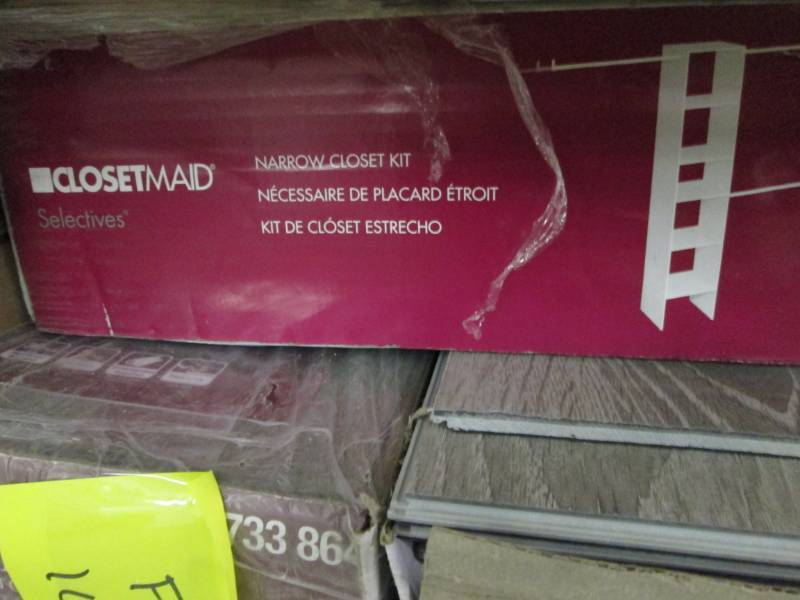 CLOSETMAID®
Selectives®
NARROW CLOSET KIT
NÉCESSAIRE DE PLACARD ÉTROIT
KIT DE CLÓSET ESTRECHO
733 864